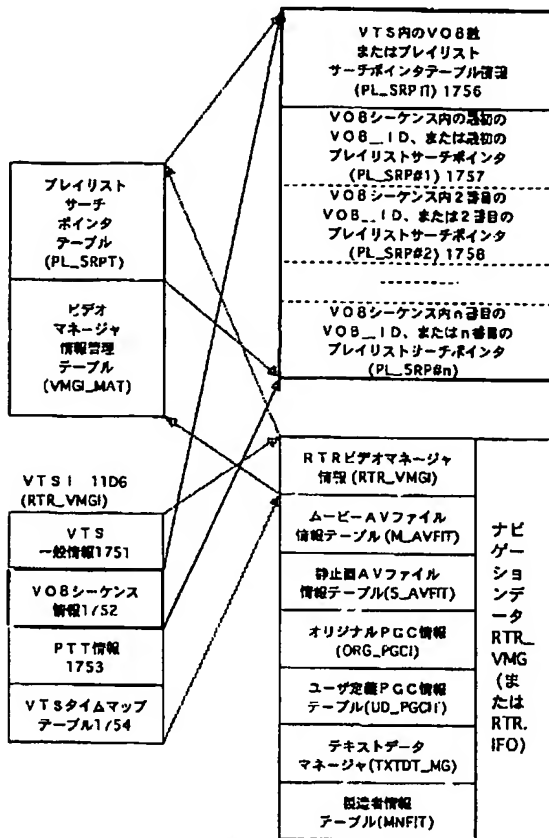 VTS内のVOB数
またはプレイリスト
サーチポインタテーブル情報
(PL_SRPTI) 1756
VOBシーケンス内の最初の
VOB_ID、または最初の
プレイリストサーチポインタ
(PL_SRP#1) 1757
VOBシーケンス内2番目の
VOB_ID、または2番目の
プレイリストサーチポインタ
(PL_SRP#2) 1758
VOBシーケンス内n番目の
VOB_ID、またはn番目の
プレイリストサーチポインタ
(PL_SRP#n)
プレイリスト
サーチ
ポインタ
テーブル
(PL_SRPT)
ビデオ
マネージャ
情報管理
テーブル
(VMGI_MAT)
VTSI 11D6
(RTR_VMGI)
VTS
一般情報1751
VOBシーケンス
情報1752
PTT情報
1753
VTSタイムマップ
テーブル1754
RTRビデオマネージャ
情報 (RTR_VMGI)
ムービーAVファイル
情報テーブル(M_AVFIT)
静止画AVファイル
情報テーブル(S_AVFIT)
オリジナルPGC情報
(ORG_PGCI)
ユーザ定義PGC情報
テーブル(UD_PGCIT)
テキストデータ
マネージャ(TXTDT_MG)
製造者情報
テーブル(MNFIT)
ナビ
ゲー
ショ
ンデ
ータ
RTR_
VMG
(ま
たは
RTR.
IFO)